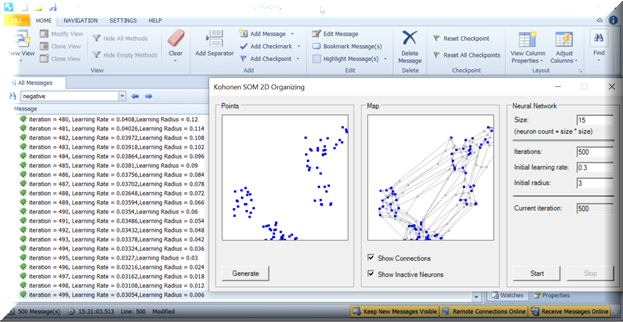 FILE HOME NAVIGATION SETTINGS HELP
New View Modify View Clone View Close View
Hide All Methods Hide Empty Methods
Clear
Add Separator
Add Message Add Checkmark Add Checkpoint
Edit Message Bookmark Message(s) Highlight Message(s)
Delete Message
Reset Checkpoint Reset All Checkpoints
View Column Properties Adjust Columns
Find
View Add Edit Delete Checkpoint Layout
All Messages
negative
Message
iteration = 480, Learning Rate = 0.0408,Learning Radius = 0.12
iteration = 481, Learning Rate = 0.04026,Learning Radius = 0.114
iteration = 482, Learning Rate = 0.03972,Learning Radius = 0.108
iteration = 483, Learning Rate = 0.03918,Learning Radius = 0.102
iteration = 484, Learning Rate = 0.03864,Learning Radius = 0.096
iteration = 485, Learning Rate = 0.0381,Learning Radius = 0.09
iteration = 486, Learning Rate = 0.03756,Learning Radius = 0.084
iteration = 487, Learning Rate = 0.03702,Learning Radius = 0.078
iteration = 488, Learning Rate = 0.03648,Learning Radius = 0.072
iteration = 489, Learning Rate = 0.03594,Learning Radius = 0.066
iteration = 490, Learning Rate = 0.0354,Learning Radius = 0.06
iteration = 491, Learning Rate = 0.03486,Learning Radius = 0.054
iteration = 492, Learning Rate = 0.03432,Learning Radius = 0.048
iteration = 493, Learning Rate = 0.03378,Learning Radius = 0.042
iteration = 494, Learning Rate = 0.03324,Learning Radius = 0.036
iteration = 495, Learning Rate = 0.0327,Learning Radius = 0.03
iteration = 496, Learning Rate = 0.03216,Learning Radius = 0.024
iteration = 497, Learning Rate = 0.03162,Learning Radius = 0.018
iteration = 498, Learning Rate = 0.03108,Learning Radius = 0.012
iteration = 499, Learning Rate = 0.03054,Learning Radius = 0.006
Kohonen SOM 2D Organizing
Points
Generate
Map
Show Connections
Show Inactive Neurons
Neural Network
Size: 15
(neuron count = size * size)
Iterations: 500
Initial learning rate: 0.3
Initial radius: 3
Current iteration: 500
Start Stop
Watches Properties
500 Message(s) 15:31:03.513 Line: 500 Modified
Keep New Messages Visible Remote Connections Online Receive Messages Online